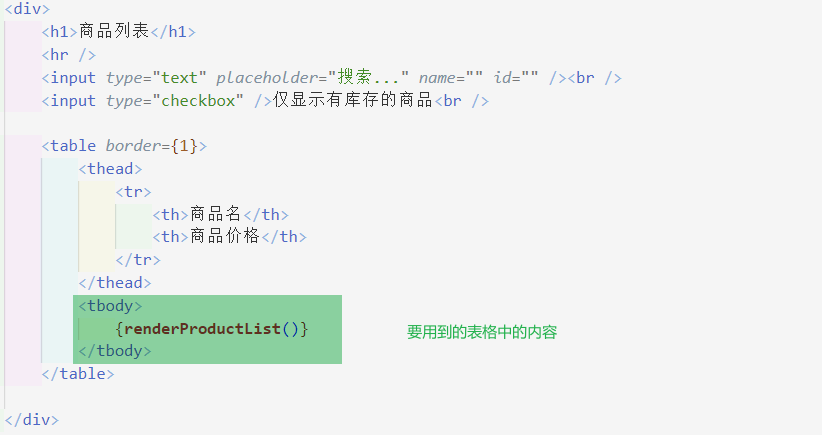 <div>
<h1>商品列表</h1>
<hr />
<input type="text" placeholder="搜索..." name="" id="" /><br />
<input type="checkbox" />仅显示有库存的商品<br />
<table border={1}>
<thead>
<tr>
<th>商品名</th>
<th>商品价格</th>
</tr>
</thead>
<tbody>
{renderProductList()} 要用到的表格中的内容
</tbody>
</table>
</div>